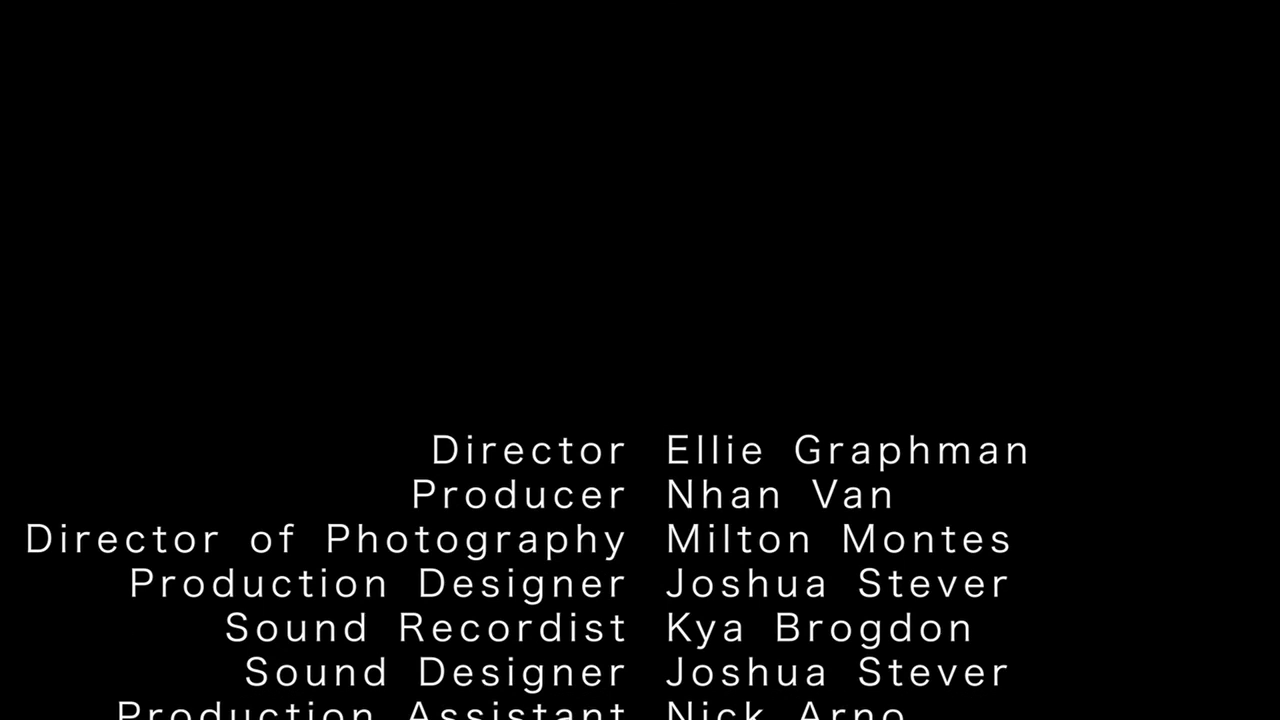 Director Ellie Graphman
Producer Nhan Van
Director of Photography Milton Montes
Production Designer Joshua Stever
Sound Recordist Kya Brogdon
Sound Designer Joshua Stever
Production Assistant Nick Arno